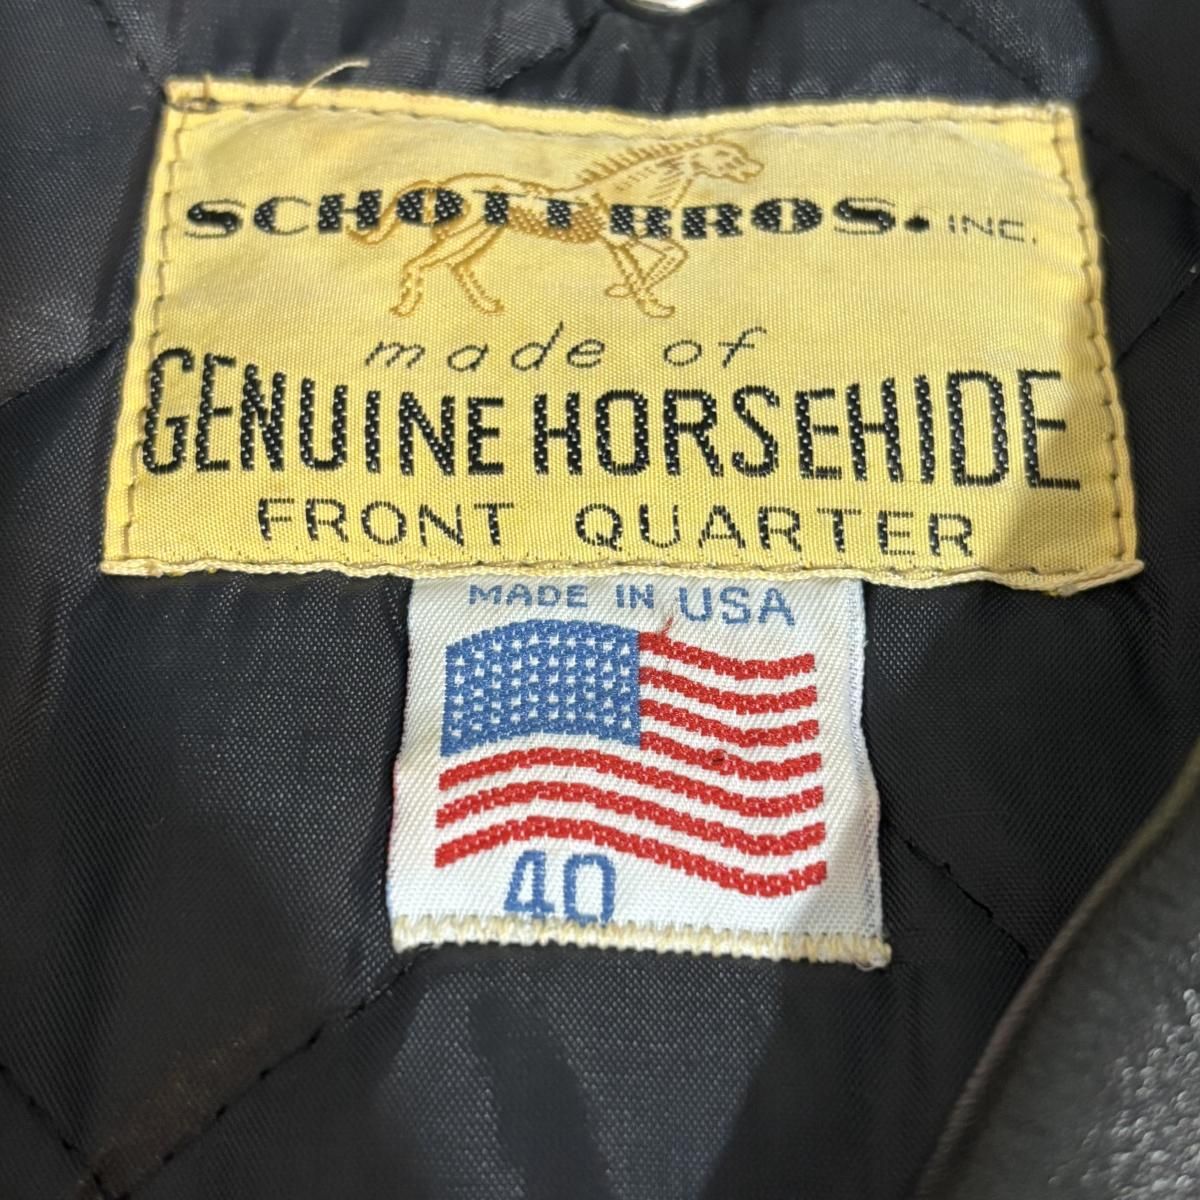 SCHOTT BROS. INC.
made of
GENUINE HORSEHIDE
FRONT QUARTER
MADE IN USA
40